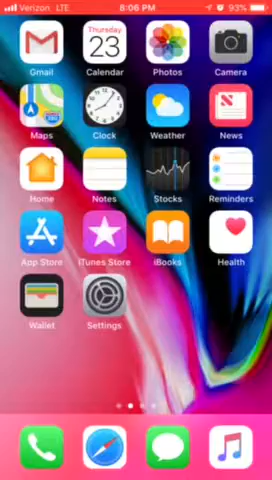 Verizon LTE 8:06 PM 93%
Thursday
23
Gmail Calendar Photos Camera
280
Maps Clock Weather News
Home Notes Stocks Reminders
App Store iTunes Store iBooks Health
Wallet Settings